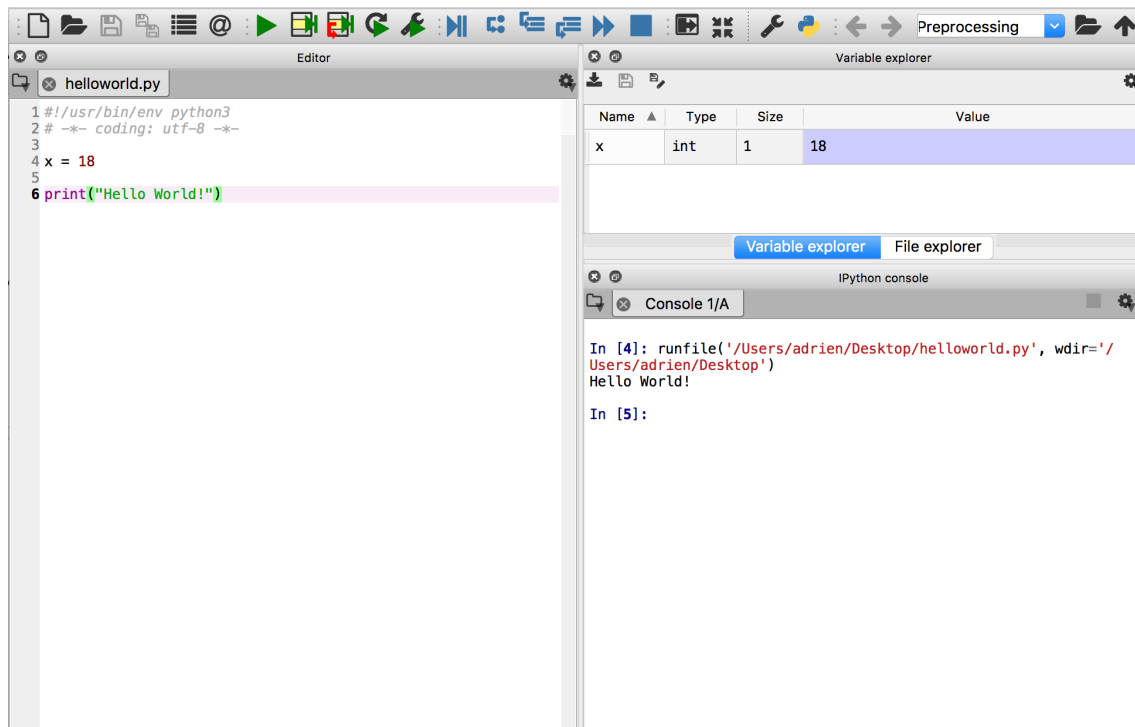 Preprocessing
Editor
helloworld.py
1 #!/usr/bin/env python3
2 # -*- coding: utf-8 -*-
3
4 x = 18
5
6 print("Hello World!")
Variable explorer
Name Type Size Value
x int 1 18
Variable explorer File explorer
IPython console
Console 1/A
In [4]: runfile('/Users/adrien/Desktop/helloworld.py', wdir='/
Users/adrien/Desktop')
Hello World!
In [5]: